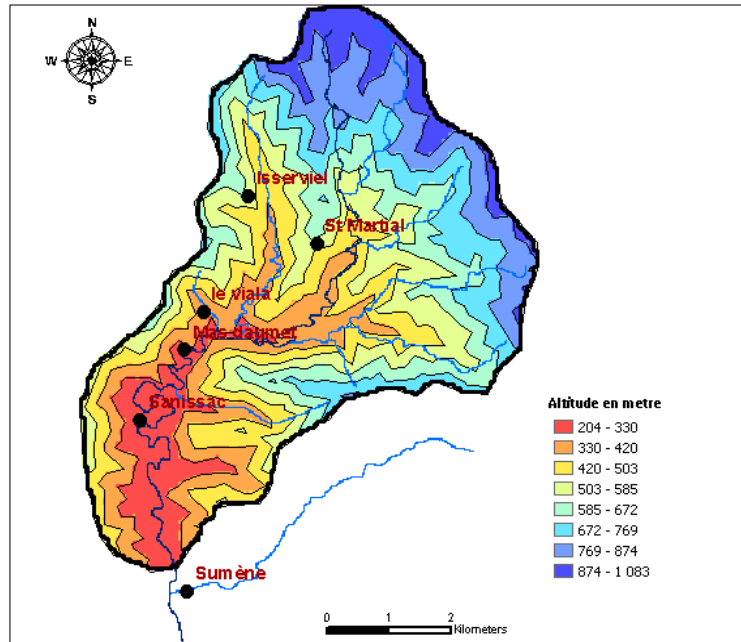 N
W E
S
Isserviel
St Martial
le viala
Mas-daumet
Sanissac
Sumène
Altitude en metre
204 - 330
330 - 420
420 - 503
503 - 585
585 - 672
672 - 769
769 - 874
874 - 1 083
0 1 2
Kilometers